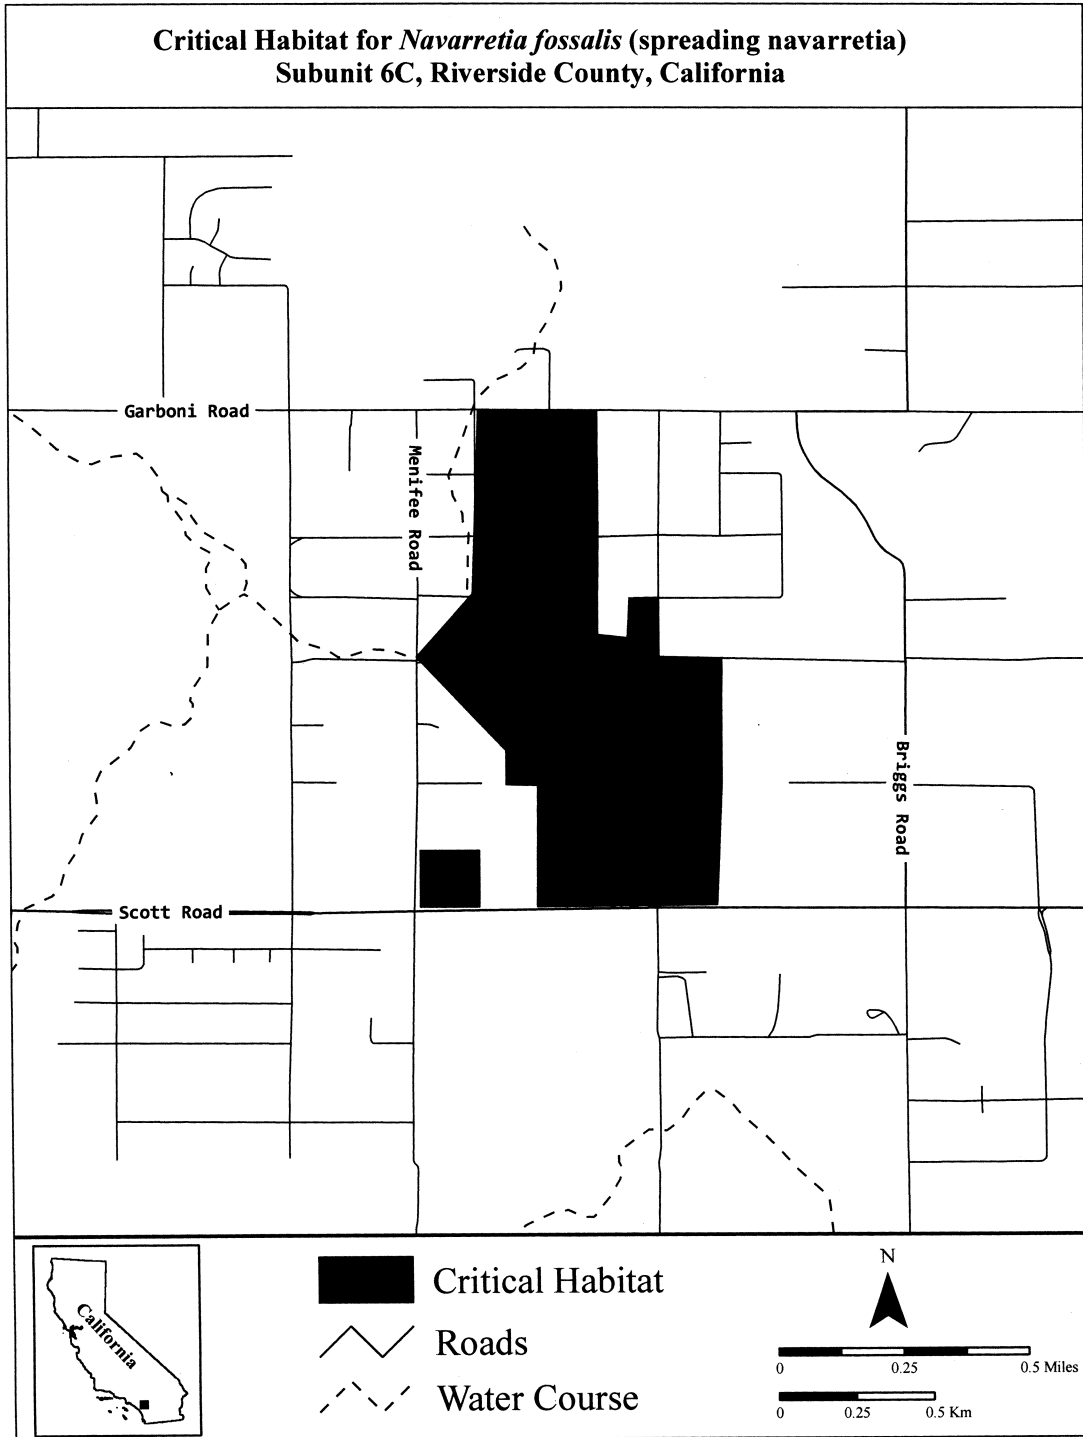 Critical Habitat for Navarretia fossalis (spreading navarretia)
Subunit 6C, Riverside County, California
Garboni Road
Menifee Road
Briggs Road
Scott Road
California
Critical Habitat
Roads
Water Course
N
0 0.25 0.5 Miles
0 0.25 0.5 Km